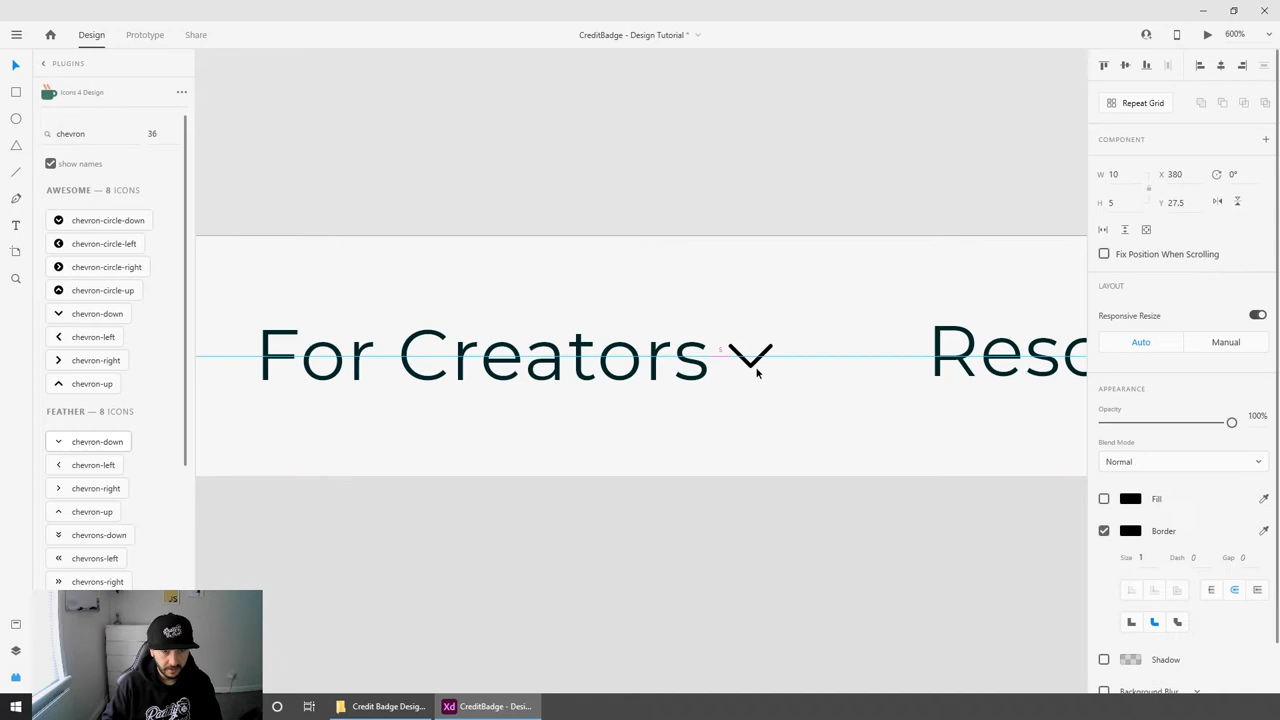 Design
Prototype
Share
CreditBadge - Design Tutorial *
600%
PLUGINS
Icons 4 Design
chevron
36
show names
AWESOME — 8 ICONS
chevron-circle-down
chevron-circle-left
chevron-circle-right
chevron-circle-up
chevron-down
chevron-left
chevron-right
chevron-up
FEATHER — 8 ICONS
chevron-down
chevron-left
chevron-right
chevron-up
chevrons-down
chevrons-left
chevrons-right
For Creators
5
Reso
Repeat Grid
COMPONENT
W 10
X 380
0°
H 5
Y 27.5
Fix Position When Scrolling
LAYOUT
Responsive Resize
Auto
Manual
APPEARANCE
Opacity
100%
Blend Mode
Normal
Fill
Border
Size 1
Dash 0
Gap 0
Shadow
Background Blur
JS
Credit Badge Desig...
Xd
CreditBadge - Desi...